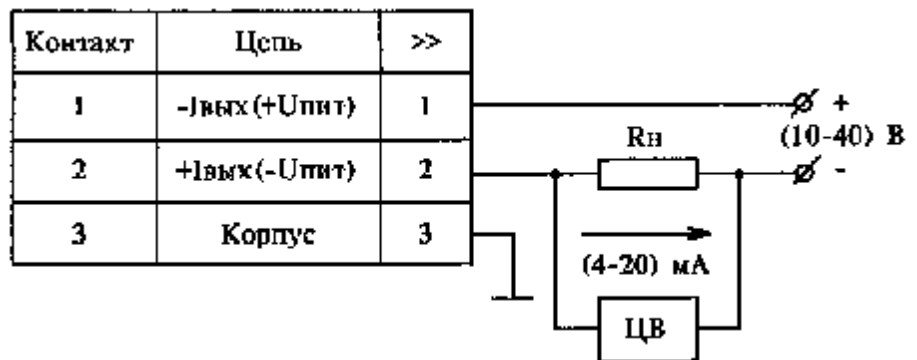 Контакт Цепь >>
1 -Iвых(+Uпит) 1
2 +Iвых(-Uпит) 2
3 Корпус 3
+
(10-40) В
-
Rн
(4-20) мА
ЦВ